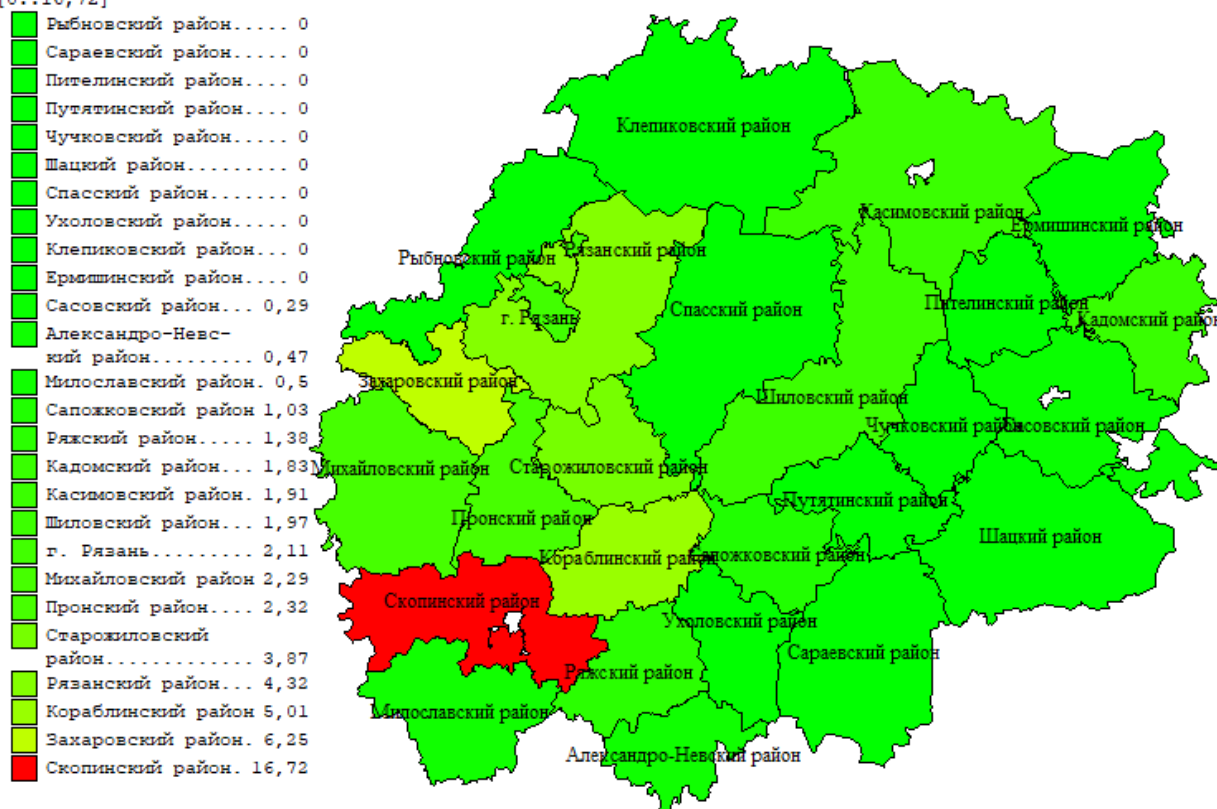 [0..16,72]
Рыбновский район..... 0
Сараевский район..... 0
Пителинский район.... 0
Путятинский район.... 0
Чучковский район..... 0
Шацкий район......... 0
Спасский район....... 0
Ухоловский район..... 0
Клепиковский район... 0
Ермишинский район.... 0
Сасовский район... 0,29
Александро-Невс-
кий район......... 0,47
Милославский район. 0,5
Сапожковский район 1,03
Ряжский район..... 1,38
Кадомский район... 1,83
Касимовский район. 1,91
Шиловский район... 1,97
г. Рязань......... 2,11
Михайловский район 2,29
Пронский район.... 2,32
Старожиловский
район............. 3,87
Рязанский район... 4,32
Кораблинский район 5,01
Захаровский район. 6,25
Скопинский район. 16,72
Клепиковский район
Касимовский район
Ермишинский район
Рязанский район
Рыбновский район
Пителинский район
Спасский район
г. Рязань
Кадомский район
Захаровский район
Шиловский район
Чучковский район
Сасовский район
Михайловский район
Старожиловский район
Путятинский район
Пронский район
Шацкий район
Кораблинский район
Сапожковский район
Скопинский район
Ухоловский район
Сараевский район
Ряжский район
Милославский район
Александро-Невский район